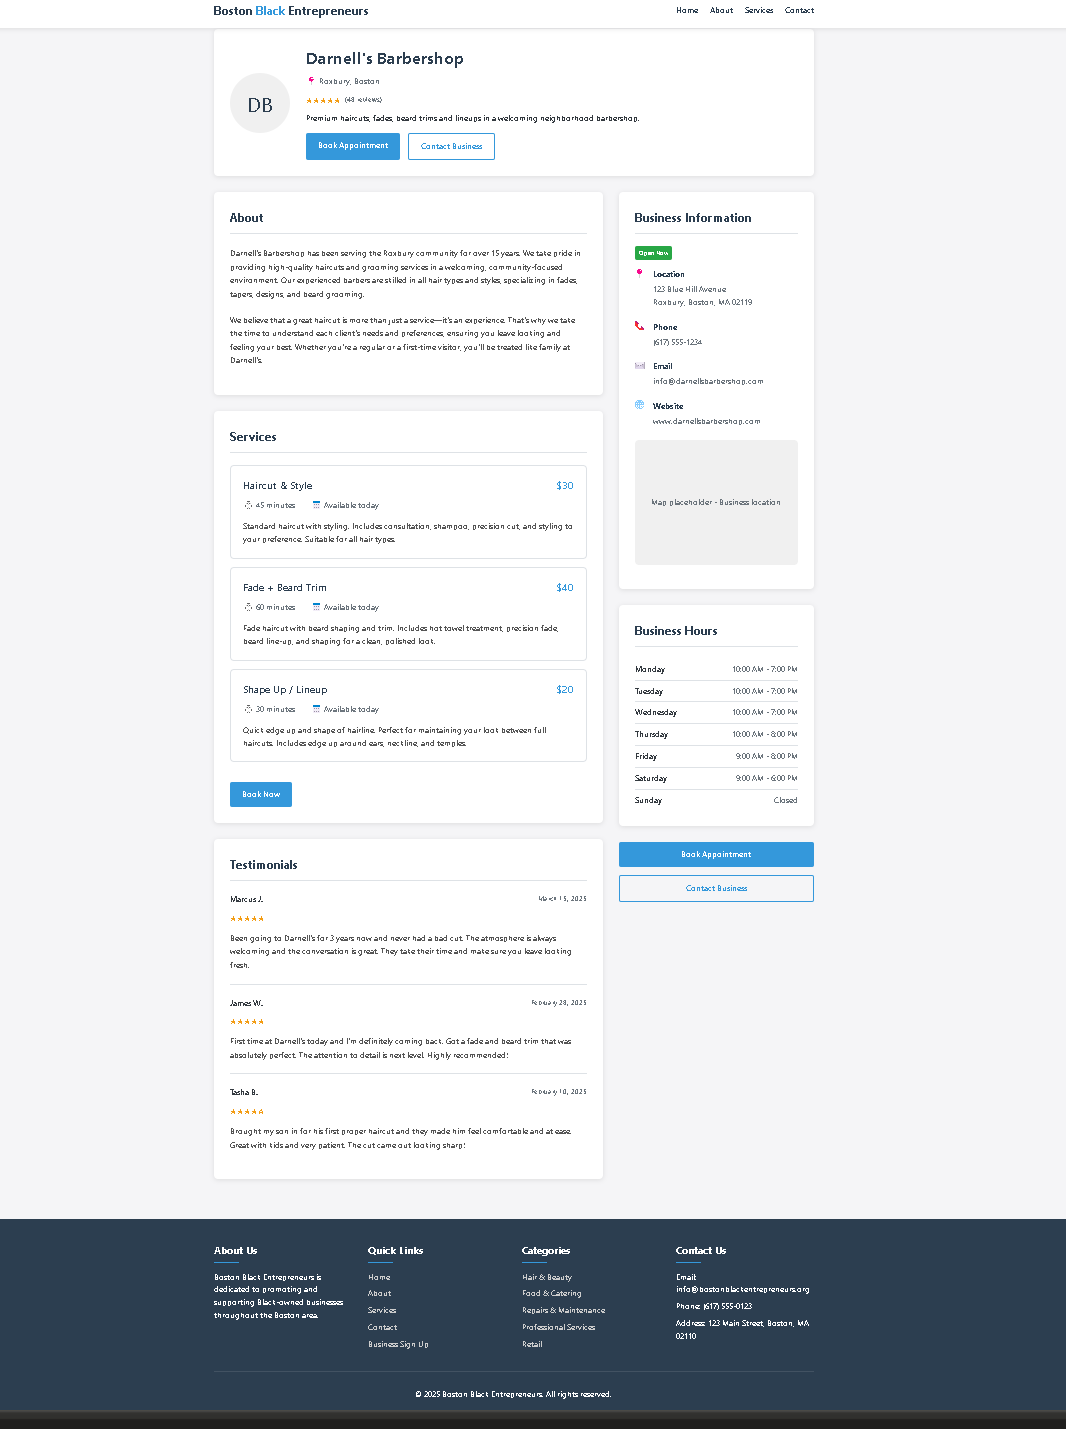 Boston Black Entrepreneurs
Home About Services Contact
DB
Darnell's Barbershop
Roxbury, Boston
★★★★★ (48 reviews)
Premium haircuts, fades, beard trims and lineups in a welcoming neighborhood barbershop.
Book Appointment
Contact Business
About
Darnell's Barbershop has been serving the Roxbury community for over 15 years. We take pride in
providing high-quality haircuts and grooming services in a welcoming, community-focused
environment. Our experienced barbers are skilled in all hair types and styles, specializing in fades,
tapers, designs, and beard grooming.
We believe that a great haircut is more than just a service—it's an experience. That's why we take
the time to understand each client's needs and preferences, ensuring you leave looking and
feeling your best. Whether you're a regular or a first-time visitor, you'll be treated like family at
Darnell's.
Services
Haircut & Style $30
45 minutes Available today
Standard haircut with styling. Includes consultation, shampoo, precision cut, and styling to
your preference. Suitable for all hair types.
Fade + Beard Trim $40
60 minutes Available today
Fade haircut with beard shaping and trim. Includes hot towel treatment, precision fade,
beard line-up, and shaping for a clean, polished look.
Shape Up / Lineup $20
30 minutes Available today
Quick edge up and shape of hairline. Perfect for maintaining your look between full
haircuts. Includes edge up around ears, neckline, and temples.
Book Now
Testimonials
Marcus J. March 15, 2025
★★★★★
Been going to Darnell's for 3 years now and never had a bad cut. The atmosphere is always
welcoming and the conversation is great. They take their time and make sure you leave looking
fresh.
James W. February 28, 2025
★★★★★
First time at Darnell's today and I'm definitely coming back. Got a fade and beard trim that was
absolutely perfect. The attention to detail is next level. Highly recommended!
Tasha B. February 10, 2025
★★★★★
Brought my son in for his first proper haircut and they made him feel comfortable and at ease.
Great with kids and very patient. The cut came out looking sharp!
Business Information
Open Now
Location
123 Blue Hill Avenue
Roxbury, Boston, MA 02119
Phone
(617) 555-1234
Email
info@darnellsbarbershop.com
Website
www.darnellsbarbershop.com
Map placeholder - Business location
Business Hours
Monday 10:00 AM - 7:00 PM
Tuesday 10:00 AM - 7:00 PM
Wednesday 10:00 AM - 7:00 PM
Thursday 10:00 AM - 8:00 PM
Friday 9:00 AM - 8:00 PM
Saturday 9:00 AM - 6:00 PM
Sunday Closed
Book Appointment
Contact Business
About Us
Boston Black Entrepreneurs is
dedicated to promoting and
supporting Black-owned businesses
throughout the Boston area.
Quick Links
Home
About
Services
Contact
Business Sign Up
Categories
Hair & Beauty
Food & Catering
Repairs & Maintenance
Professional Services
Retail
Contact Us
Email:
info@bostonblackentrepreneurs.org
Phone: (617) 555-0123
Address: 123 Main Street, Boston, MA
02110
© 2025 Boston Black Entrepreneurs. All rights reserved.